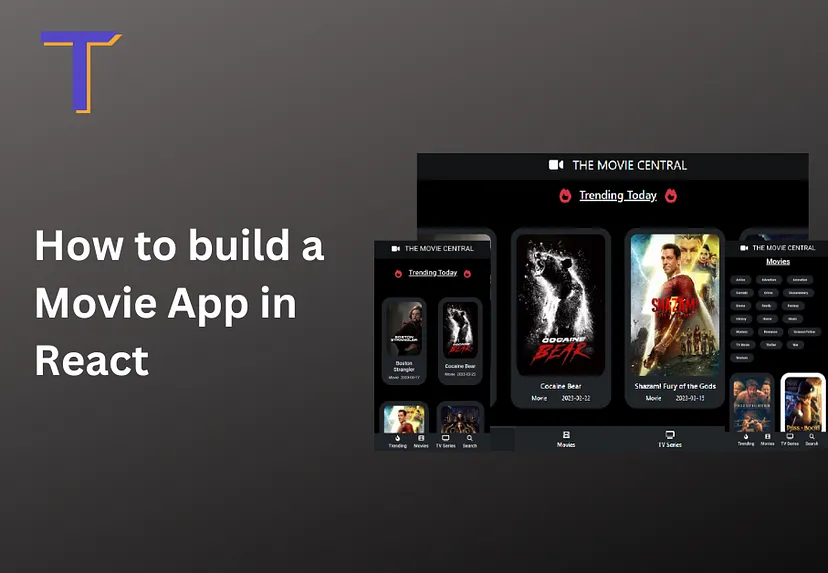 T
How to build a
Movie App in
React
THE MOVIE CENTRAL
Trending Today
COCAINE
BEAR
Cocaine Bear
Movie 2023-02-22
SHAZAM!
Shazam! Fury of the Gods
Movie 2023-03-15
Movies TV Series
THE MOVIE CENTRAL
Trending Today
BOSTON
STRANGLER
Boston
Strangler
Movie 2023-03-17
COCAINE
BEAR
Cocaine Bear
Movie 2023-02-22
Trending Movies TV Series Search
THE MOVIE CENTRAL
Movies
Action Adventure Animation
Comedy Crime Documentary
Drama Family Fantasy
History Horror Music
Mystery Romance Science Fiction
TV Movie Thriller War
Western
Trending Movies TV Series Search